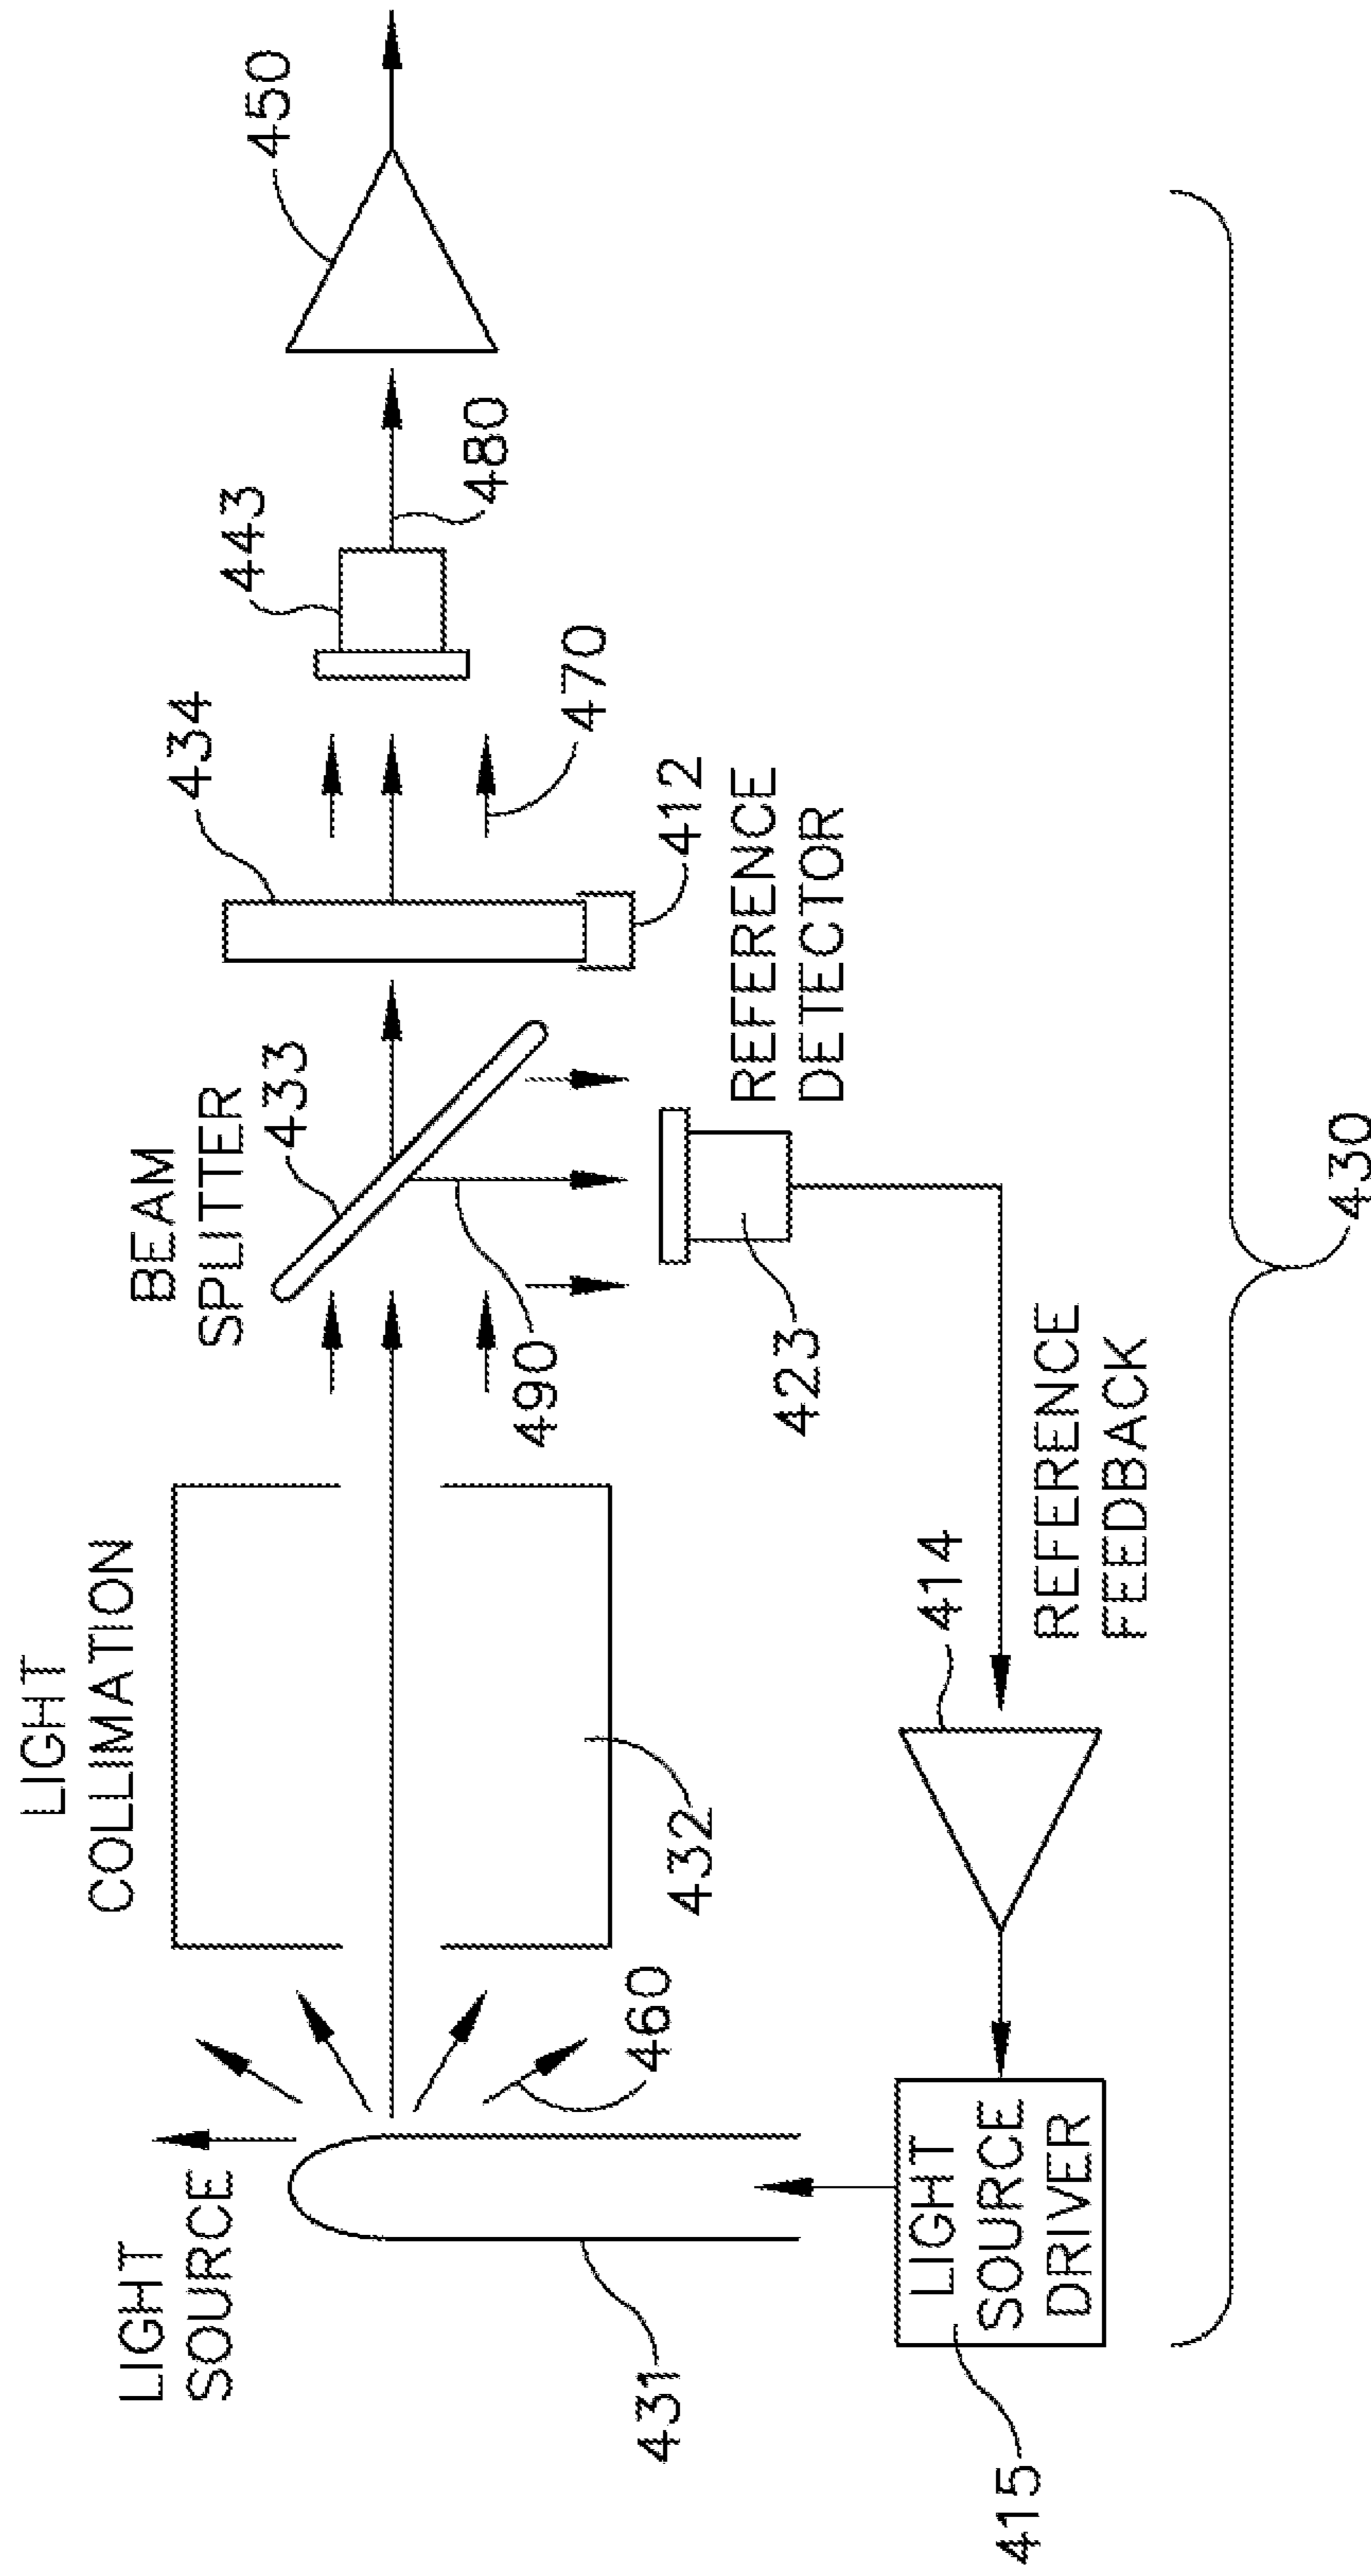 LIGHT
COLLIMATION
LIGHT
SOURCE
BEAM
SPLITTER
433
434
443
450
460
432
490
470
480
412
REFERENCE
DETECTOR
431
423
414
REFERENCE
FEEDBACK
LIGHT
SOURCE
DRIVER
415
430